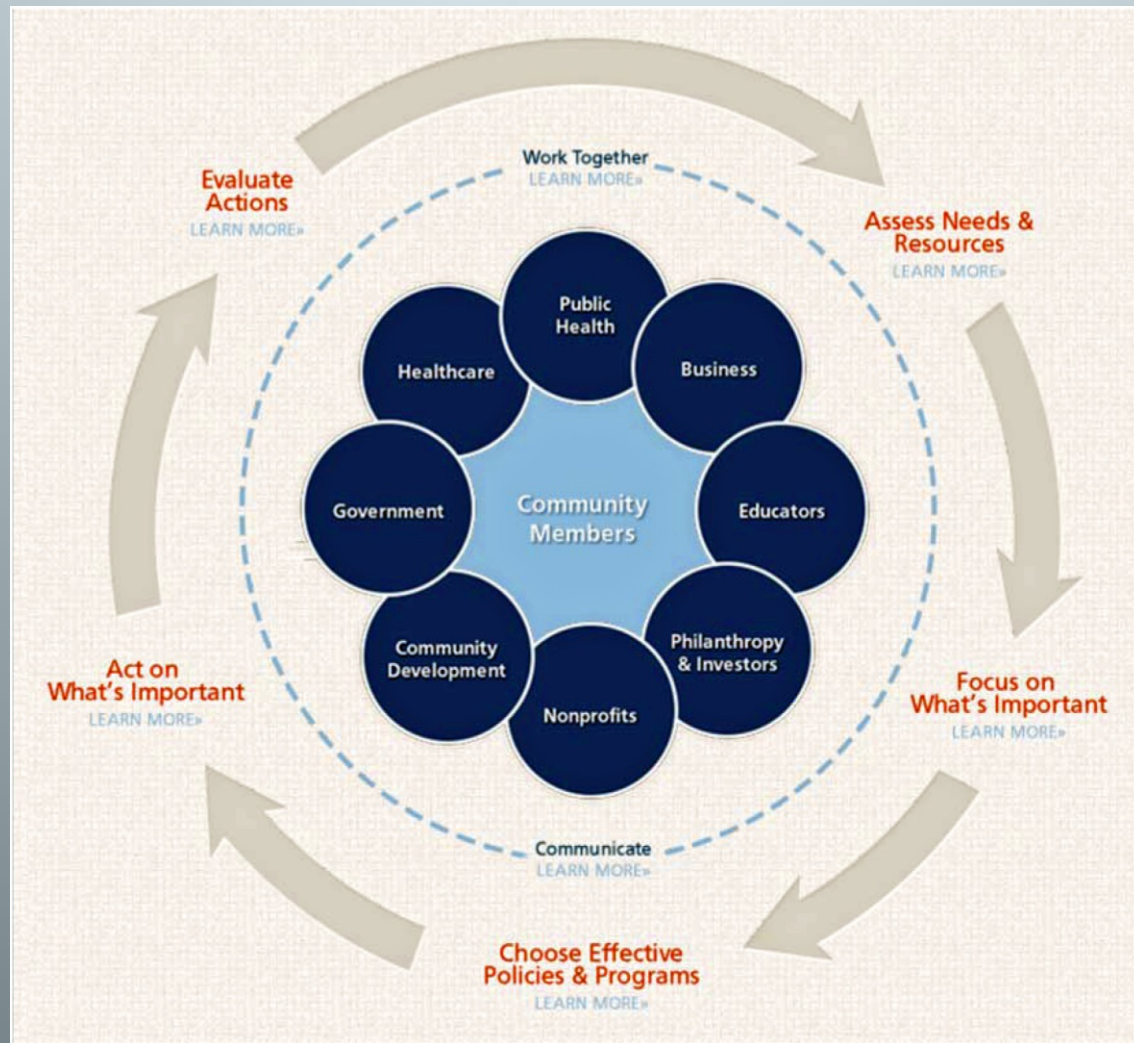 Work Together
LEARN MORE»
Evaluate
Actions
LEARN MORE»
Assess Needs &
Resources
LEARN MORE»
Public
Health
Healthcare
Business
Government
Community
Members
Educators
Community
Development
Philanthropy
& Investors
Nonprofits
Act on
What's Important
LEARN MORE»
Focus on
What's Important
LEARN MORE»
Communicate
LEARN MORE»
Choose Effective
Policies & Programs
LEARN MORE»